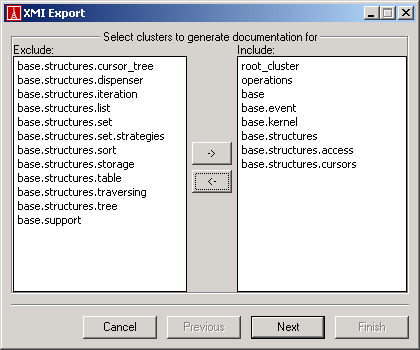 XMI Export
Select clusters to generate documentation for
Exclude:
base.structures.cursor_tree
base.structures.dispenser
base.structures.iteration
base.structures.list
base.structures.set
base.structures.set.strategies
base.structures.sort
base.structures.storage
base.structures.table
base.structures.traversing
base.structures.tree
base.support
->
<-
Include:
root_cluster
operations
base
base.event
base.kernel
base.structures
base.structures.access
base.structures.cursors
Cancel
Previous
Next
Finish